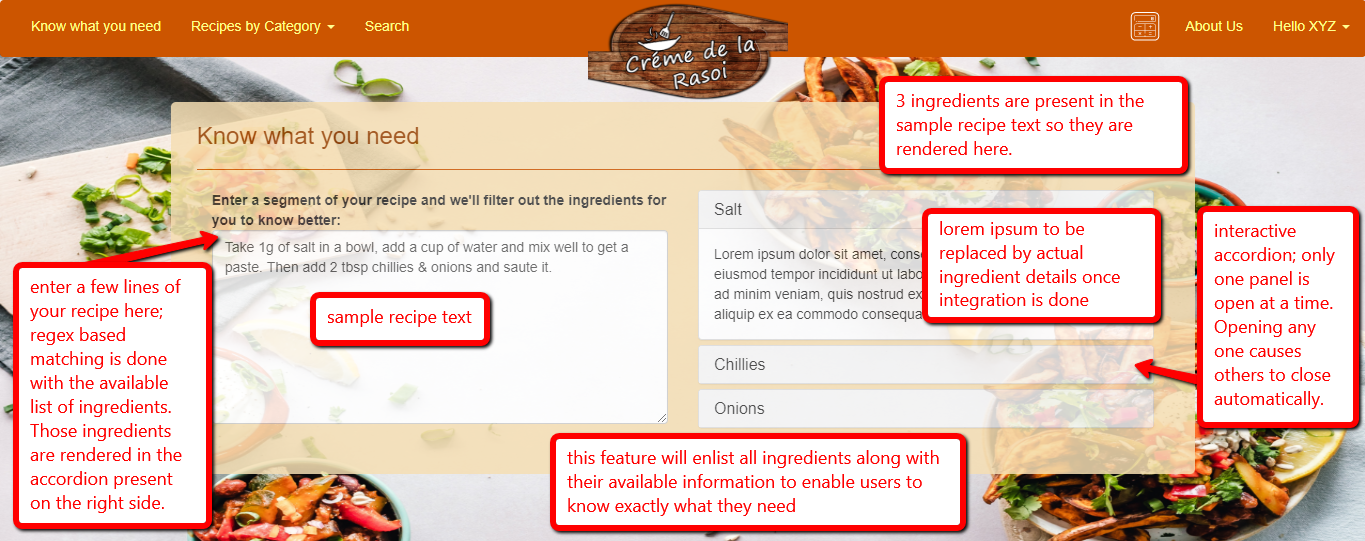 Know what you need
Recipes by Category
Search
Créme de la
Rasoi
About Us
Hello XYZ
Know what you need
3 ingredients are present in the
sample recipe text so they are
rendered here.
Enter a segment of your recipe and we'll filter out the ingredients for
you to know better:
Take 1g of salt in a bowl, add a cup of water and mix well to get a
paste. Then add 2 tbsp chillies & onions and saute it.
sample recipe text
enter a few lines of
your recipe here;
regex based
matching is done
with the available
list of ingredients.
Those ingredients
are rendered in the
accordion present
on the right side.
Salt
Lorem ipsum dolor sit amet,
eiusmod tempor incididunt ut
ad minim veniam, quis nostrud
aliquip ex ea commodo
lorem ipsum to be
replaced by actual
ingredient details once
integration is done
Chillies
Onions
interactive
accordion; only
one panel is
open at a time.
Opening any
one causes
others to close
automatically.
this feature will enlist all ingredients along with
their available information to enable users to
know exactly what they need